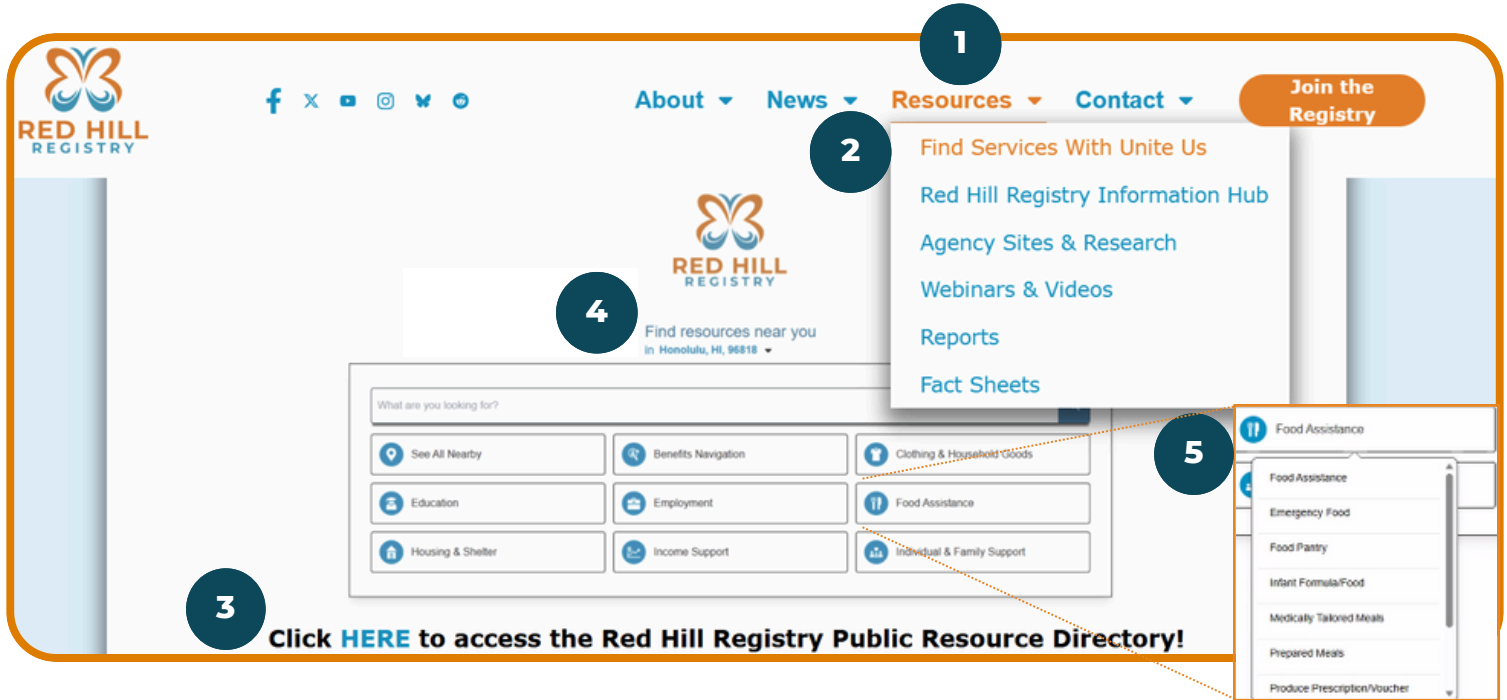 1
RED HILL
REGISTRY
About
News
Resources
Contact
Join the
Registry
2
Find Services With Unite Us
Red Hill Registry Information Hub
Agency Sites & Research
Webinars & Videos
Reports
Fact Sheets
RED HILL
REGISTRY
4
Find resources near you
in Honolulu, HI, 96818
What are you looking for?
See All Nearby
Benefits Navigation
Clothing & Household Goods
Education
Employment
Food Assistance
Housing & Shelter
Income Support
Individual & Family Support
5
Food Assistance
Food Assistance
Emergency Food
Food Pantry
Infant Formula/Food
Medically Tailored Meals
Prepared Meals
Produce Prescription/Voucher
3
Click HERE to access the Red Hill Registry Public Resource Directory!